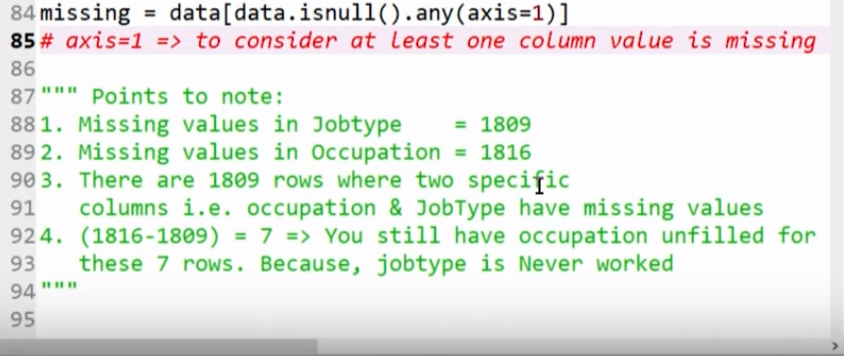 84 missing = data[data.isnull().any(axis=1)]
85 # axis=1 => to consider at least one column value is missing
86
87 """ Points to note:
88 1. Missing values in Jobtype    = 1809
89 2. Missing values in Occupation = 1816
90 3. There are 1809 rows where two specific
91    columns i.e. occupation & JobType have missing values
92 4. (1816-1809) = 7 => You still have occupation unfilled for
93    these 7 rows. Because, jobtype is Never worked
94 """
95